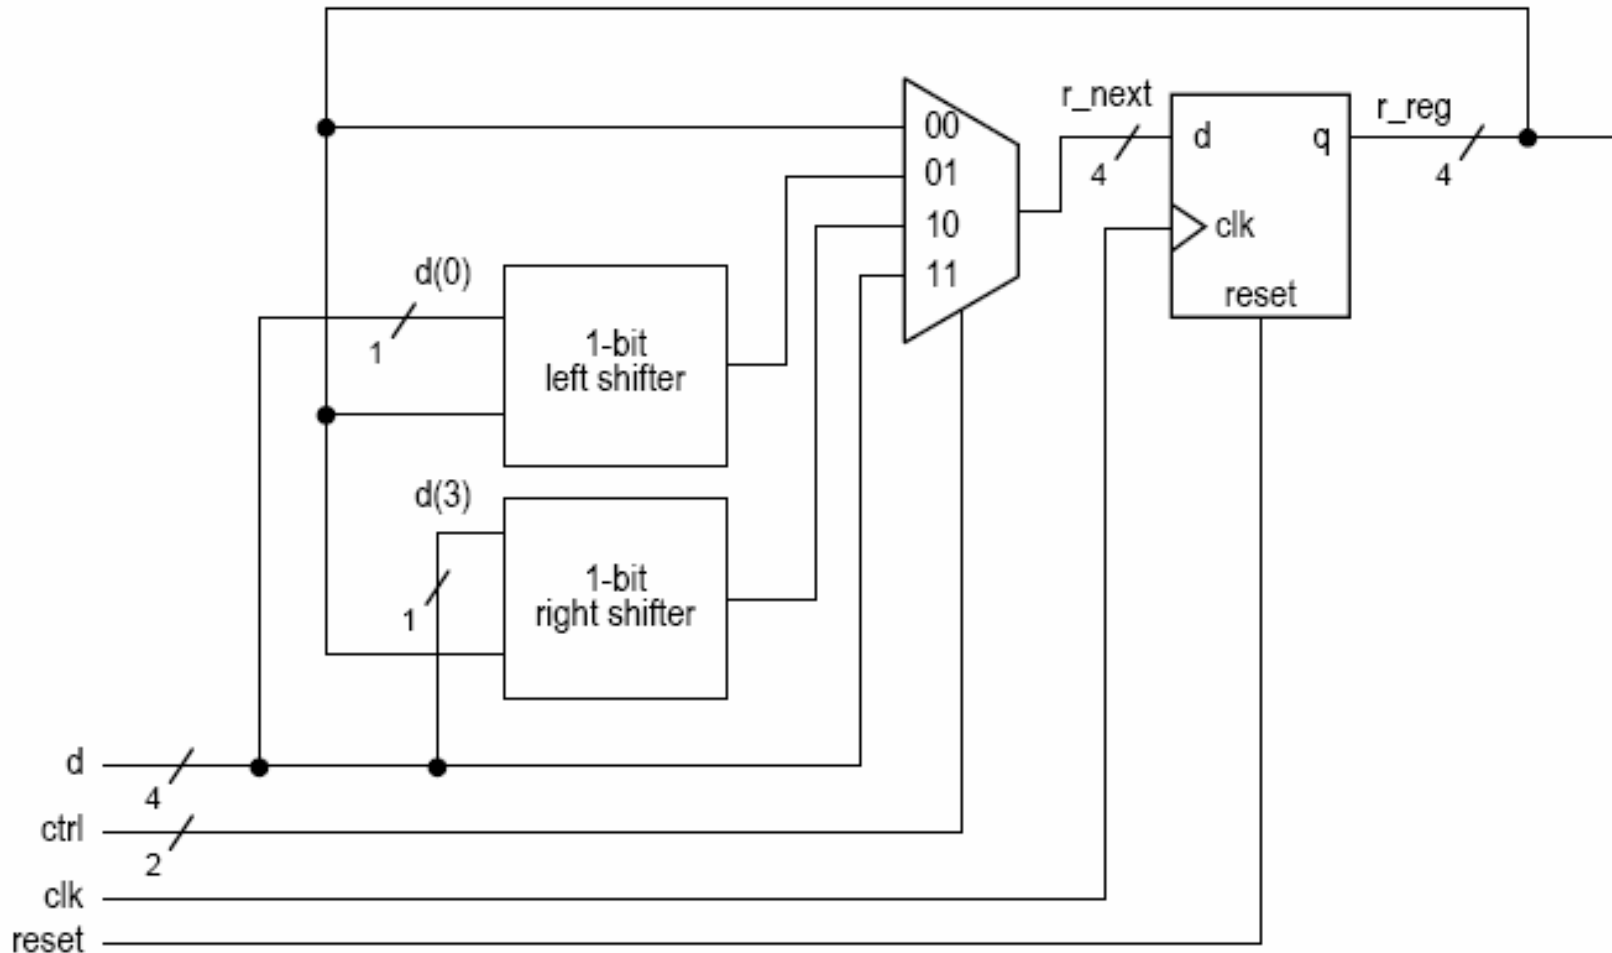 r_next
r_reg
00
d
q
01
4
4
10
clk
d(0)
11
reset
1
1-bit
left shifter
d(3)
1-bit
right shifter
1
d
4
ctrl
2
clk
reset